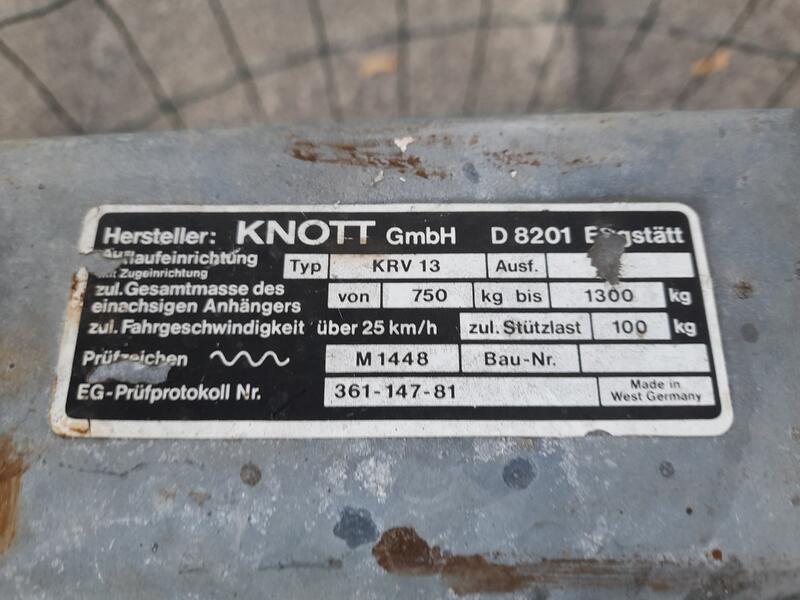 Hersteller: KNOTT GmbH D 8201
Typ KRV 13 Ausf.
Zugeinrichtung
zul. Gesamtmasse des
einachsigen Anhängers von 750 kg bis 1300 kg
zul. Fahrgeschwindigkeit über 25 km/h zul. Stützlast 100 kg
Prüfzeichen M 1448 Bau-Nr.
EG-Prüfprotokoll Nr. 361-147-81 Made in
West Germany